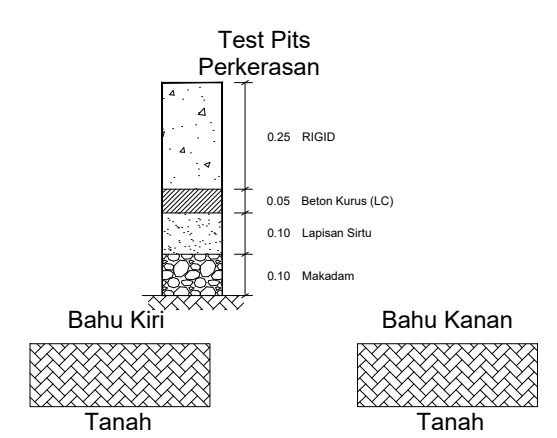 Test Pits
Perkerasan
0.25 RIGID
0.05 Beton Kurus (LC)
0.10 Lapisan Sirtu
0.10 Makadam
Bahu Kiri
Bahu Kanan
Tanah
Tanah